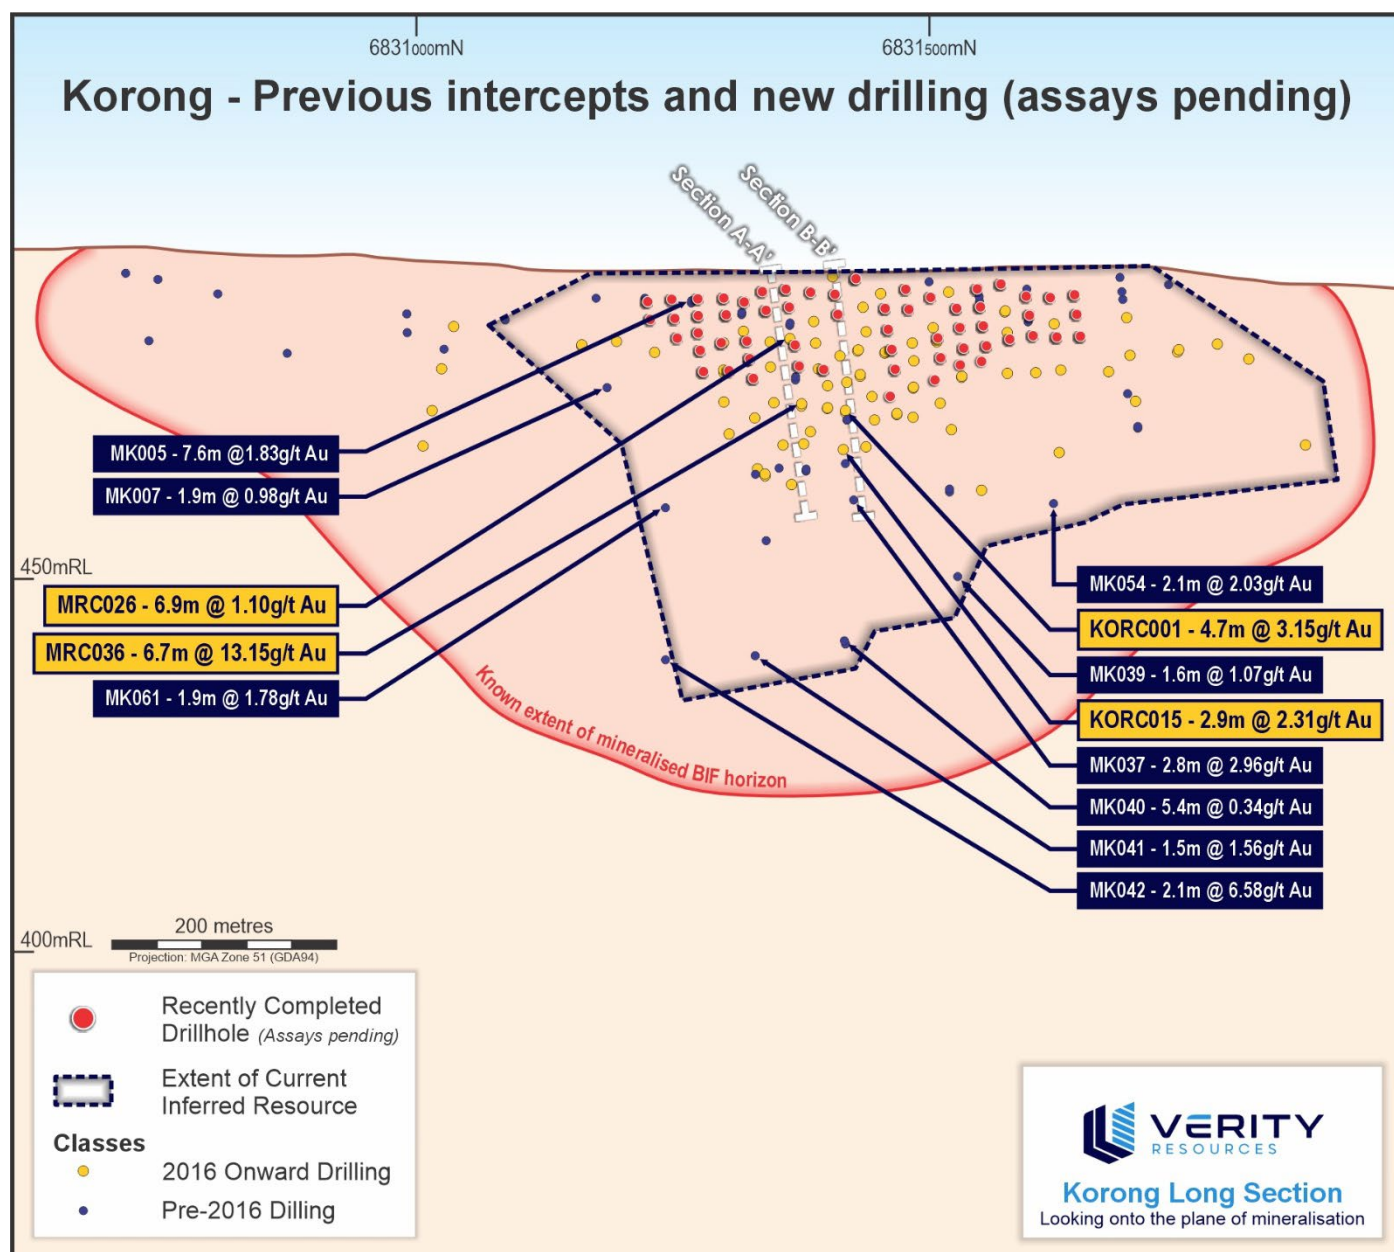 6831000mN
6831500mN
Korong - Previous intercepts and new drilling (assays pending)
Section A-A'
Section B-B'
MK005 - 7.6m @1.83g/t Au
MK007 - 1.9m @ 0.98g/t Au
450mRL
MRC026 - 6.9m @ 1.10g/t Au
MRC036 - 6.7m @ 13.15g/t Au
MK061 - 1.9m @ 1.78g/t Au
MK054 - 2.1m @ 2.03g/t Au
KORC001 - 4.7m @ 3.15g/t Au
MK039 - 1.6m @ 1.07g/t Au
KORC015 - 2.9m @ 2.31g/t Au
MK037 - 2.8m @ 2.96g/t Au
MK040 - 5.4m @ 0.34g/t Au
MK041 - 1.5m @ 1.56g/t Au
MK042 - 2.1m @ 6.58g/t Au
Known extent of mineralised BIF horizon
400mRL
200 metres
Projection: MGA Zone 51 (GDA94)
Recently Completed
Drillhole (Assays pending)
Extent of Current
Inferred Resource
Classes
2016 Onward Drilling
Pre-2016 Dilling
VERITY
RESOURCES
Korong Long Section
Looking onto the plane of mineralisation